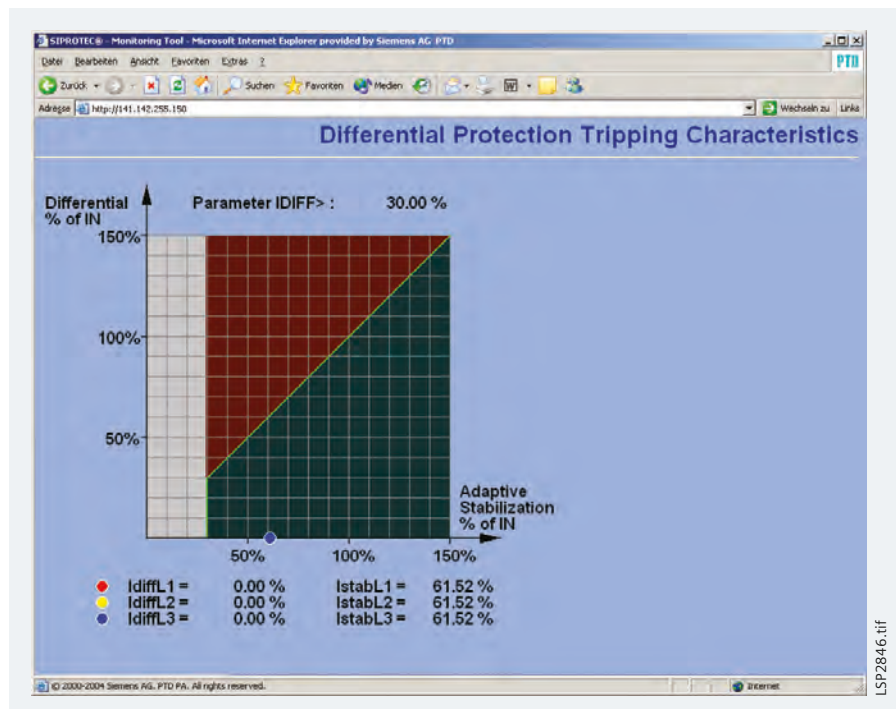 SIPROTEC® - Monitoring Tool - Microsoft Internet Explorer provided by Siemens AG PTD
Datei Bearbeiten Ansicht Favoriten Extras ?
PTD
Zurück Suchen Favoriten Medien
Adresse http://141.142.255.150 Wechseln zu Links
Differential Protection Tripping Characteristics
Differential
% of IN
Parameter IDIFF> : 30.00 %
150%
100%
50%
Adaptive
Stabilization
% of IN
50% 100% 150%
IdiffL1 = 0.00 % IstabL1 = 61.52 %
IdiffL2 = 0.00 % IstabL2 = 61.52 %
IdiffL3 = 0.00 % IstabL3 = 61.52 %
© 2000-2004 Siemens AG. PTD PA. All rights reserved. Internet
LSP2846.tif